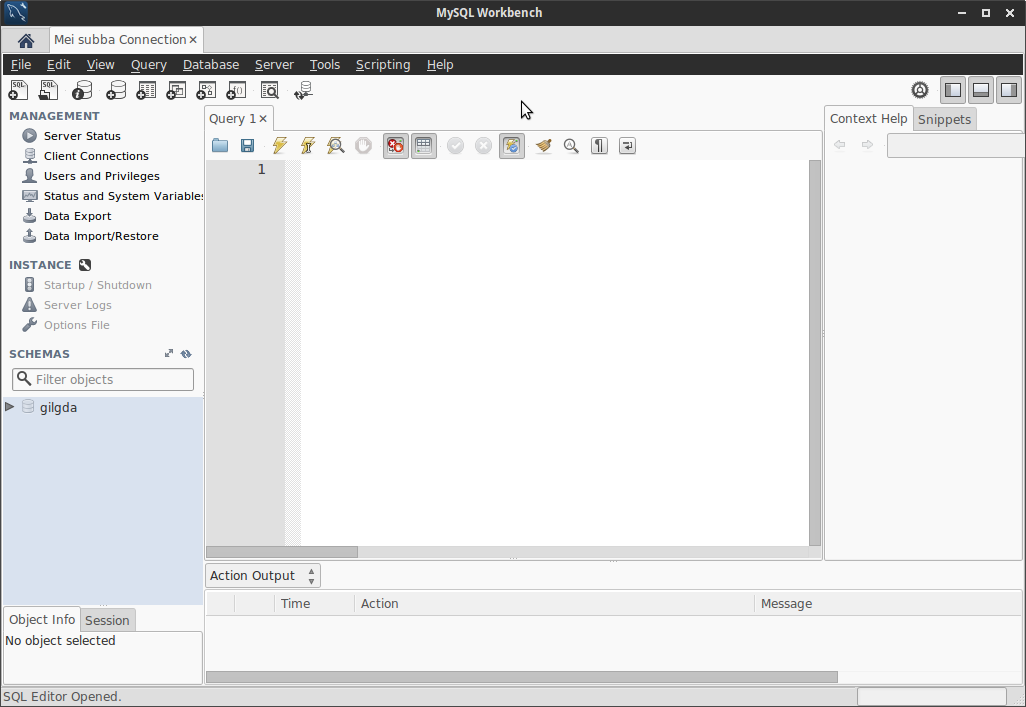 MySQL Workbench
Mei subba Connection
File Edit View Query Database Server Tools Scripting Help
MANAGEMENT
Server Status
Client Connections
Users and Privileges
Status and System Variables
Data Export
Data Import/Restore
INSTANCE
Startup / Shutdown
Server Logs
Options File
SCHEMAS
Filter objects
gilgda
Object Info Session
No object selected
Query 1
1
Context Help Snippets
Action Output
Time Action Message
SQL Editor Opened.